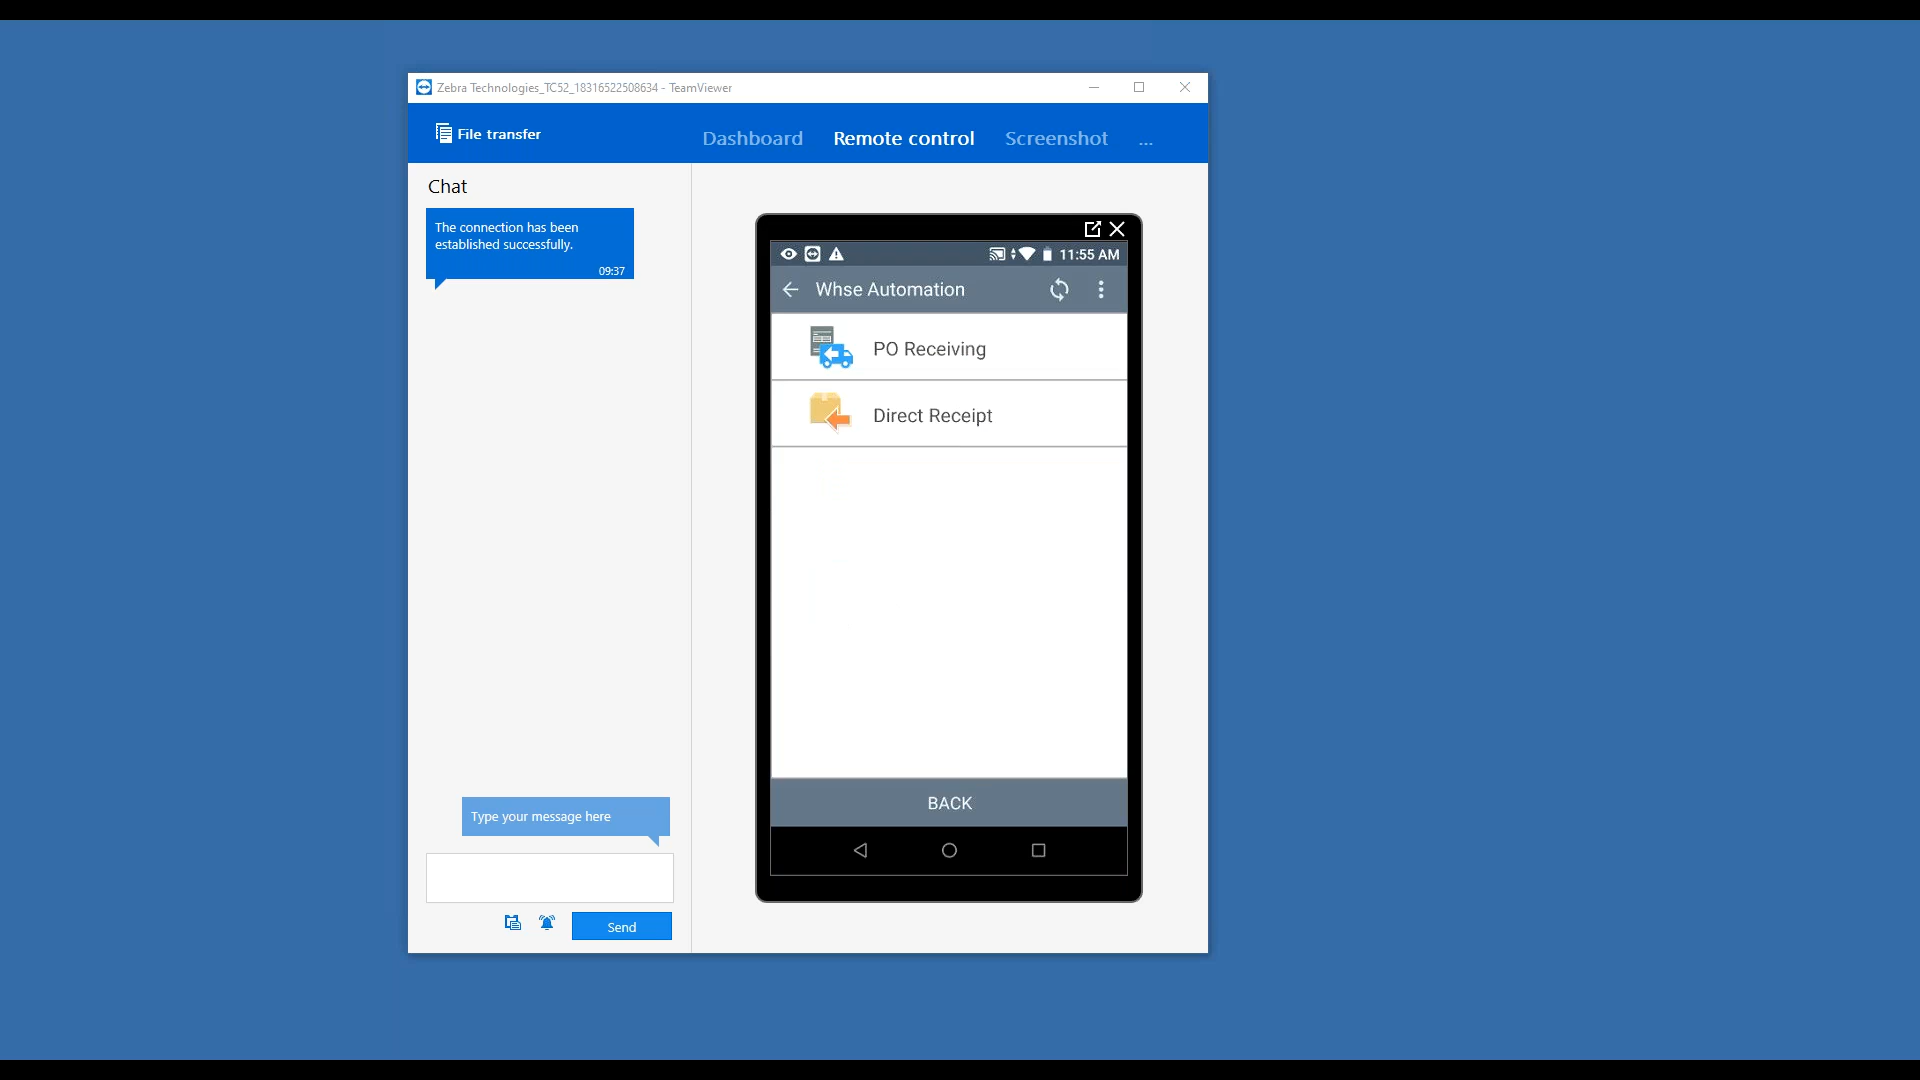 Zebra Technologies_TC52_18316522508634 - TeamViewer
File transfer
Dashboard
Remote control
Screenshot
...
Chat
The connection has been
established successfully.
09:37
11:55 AM
Whse Automation
PO Receiving
Direct Receipt
BACK
Type your message here
Send